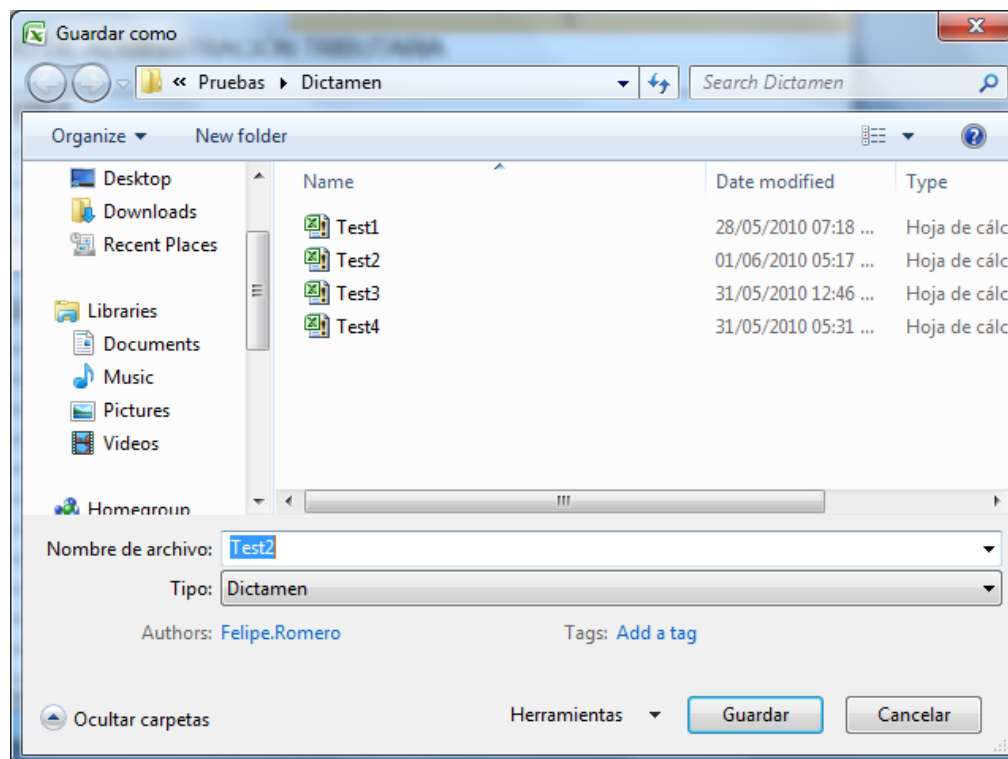 Guardar como
« Pruebas Dictamen Search Dictamen
Organize New folder
Name Date modified Type
Desktop
Downloads
Recent Places
Libraries
Documents
Music
Pictures
Videos
Homegroup
Test1 28/05/2010 07:18 ... Hoja de cálc
Test2 01/06/2010 05:17 ... Hoja de cálc
Test3 31/05/2010 12:46 ... Hoja de cálc
Test4 31/05/2010 05:31 ... Hoja de cálc
Nombre de archivo: Test2
Tipo: Dictamen
Authors: Felipe.Romero Tags: Add a tag
Ocultar carpetas Herramientas Guardar Cancelar